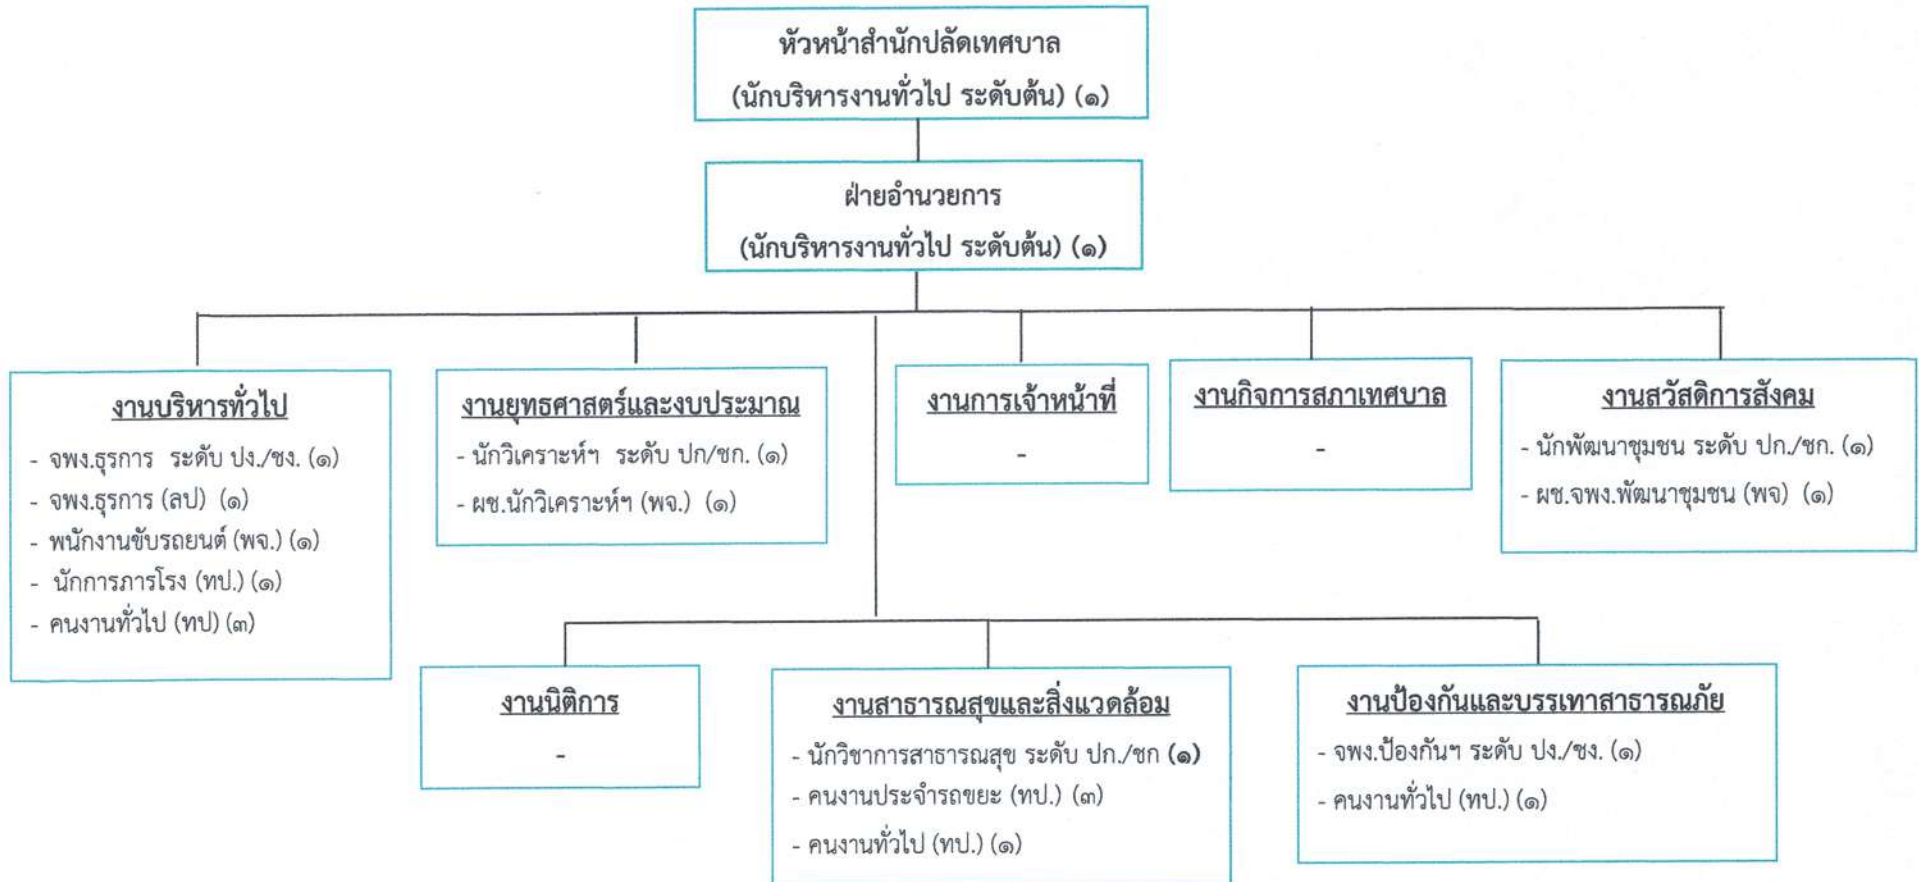 หัวหน้าสำนักปลัดเทศบาล
(นักบริหารงานทั่วไป ระดับต้น) (๑)
ฝ่ายอำนวยการ
(นักบริหารงานทั่วไป ระดับต้น) (๑)
งานบริหารทั่วไป
- จพง.ธุรการ ระดับ ปง./ชง. (๑)
- จพง.ธุรการ (ลป) (๑)
- พนักงานขับรถยนต์ (พจ.) (๑)
- นักการภารโรง (ทป.) (๑)
- คนงานทั่วไป (ทป) (๓)
งานยุทธศาสตร์และงบประมาณ
- นักวิเคราะห์ฯ ระดับ ปก/ชก. (๑)
- ผช.นักวิเคราะห์ฯ (พจ.) (๑)
งานการเจ้าหน้าที่
-
งานกิจการสภาเทศบาล
-
งานสวัสดิการสังคม
- นักพัฒนาชุมชน ระดับ ปก./ชก. (๑)
- ผช.จพง.พัฒนาชุมชน (พจ) (๑)
งานนิติการ
-
งานสาธารณสุขและสิ่งแวดล้อม
- นักวิชาการสาธารณสุข ระดับ ปก./ชก (๑)
- คนงานประจำรถขยะ (ทป.) (๓)
- คนงานทั่วไป (ทป.) (๑)
งานป้องกันและบรรเทาสาธารณภัย
- จพง.ป้องกันฯ ระดับ ปง./ชง. (๑)
- คนงานทั่วไป (ทป.) (๑)